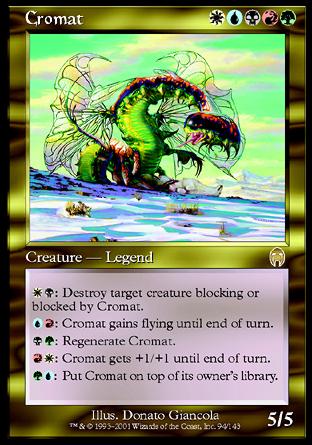 Cromat
Creature — Legend
: Destroy target creature blocking or
blocked by Cromat.
: Cromat gains flying until end of turn.
: Regenerate Cromat.
: Cromat gets +1/+1 until end of turn.
: Put Cromat on top of its owner's library.
5/5
Illus. Donato Giancola
™ & © 1993–2001 Wizards of the Coast, Inc. 94/143